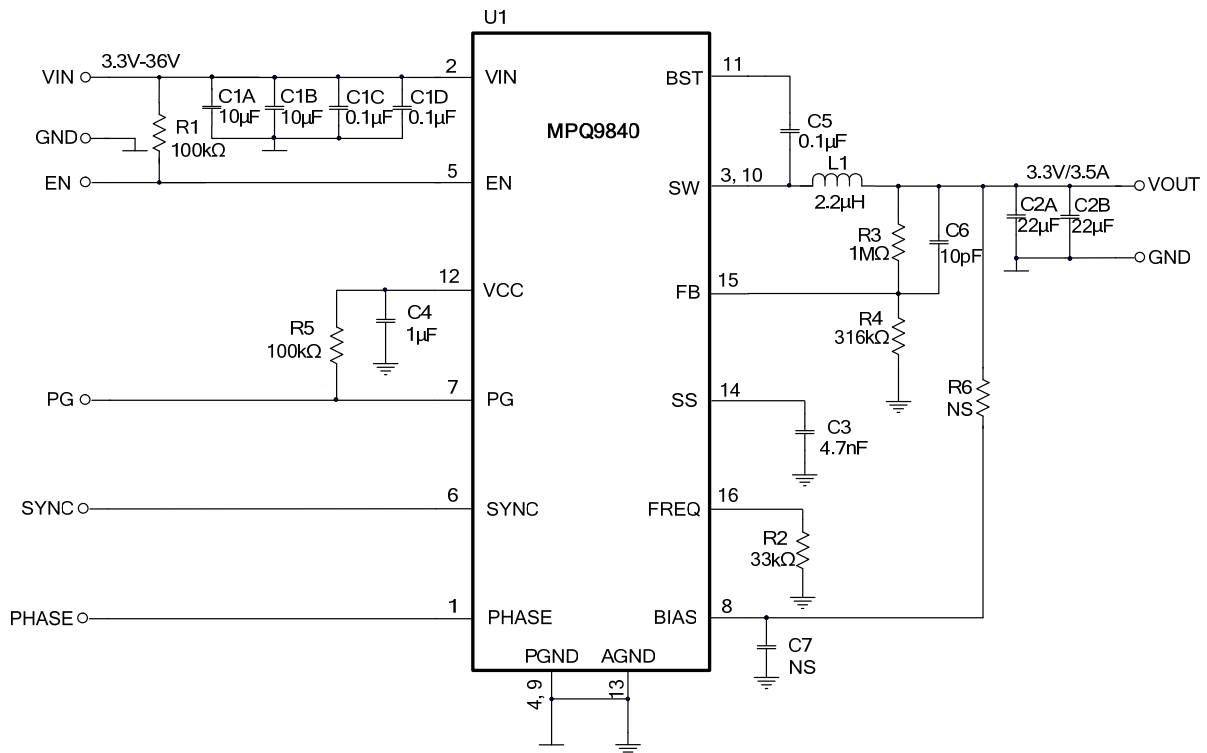 U1
MPQ9840
VIN
3.3V-36V
2
VIN
C1A
10µF
C1B
10µF
C1C
0.1µF
C1D
0.1µF
GND
R1
100kΩ
EN
5
EN
12
VCC
R5
100kΩ
C4
1µF
PG
7
PG
SYNC
6
SYNC
PHASE
1
PHASE
PGND
AGND
4, 9
13
BST
11
C5
0.1µF
SW
3, 10
L1
2.2µH
3.3V/3.5A
VOUT
C2A
22µF
C2B
22µF
GND
R3
1MΩ
C6
10pF
FB
15
R4
316kΩ
R6
NS
SS
14
C3
4.7nF
FREQ
16
R2
33kΩ
BIAS
8
C7
NS